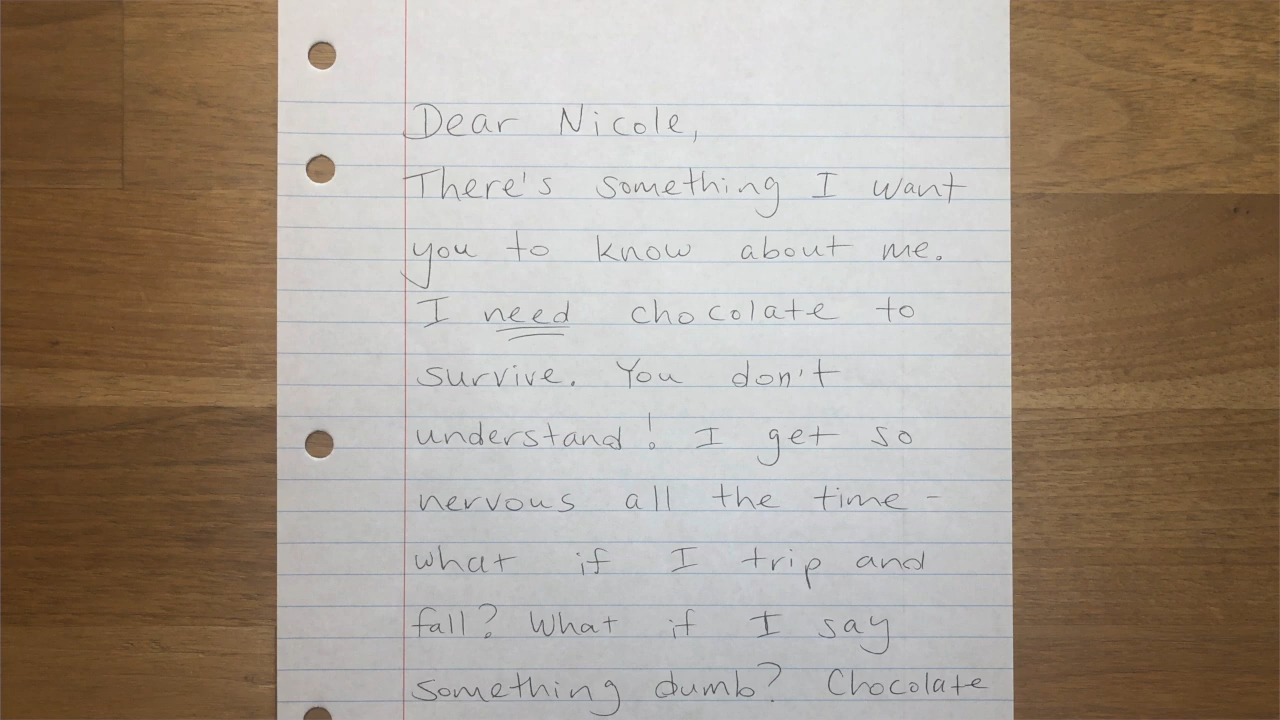 Dear Nicole,
There's something I want
you to know about me.
I need chocolate to
survive. You don't
understand! I get so
nervous all the time -
what if I trip and
fall? What if I say
something dumb? Chocolate